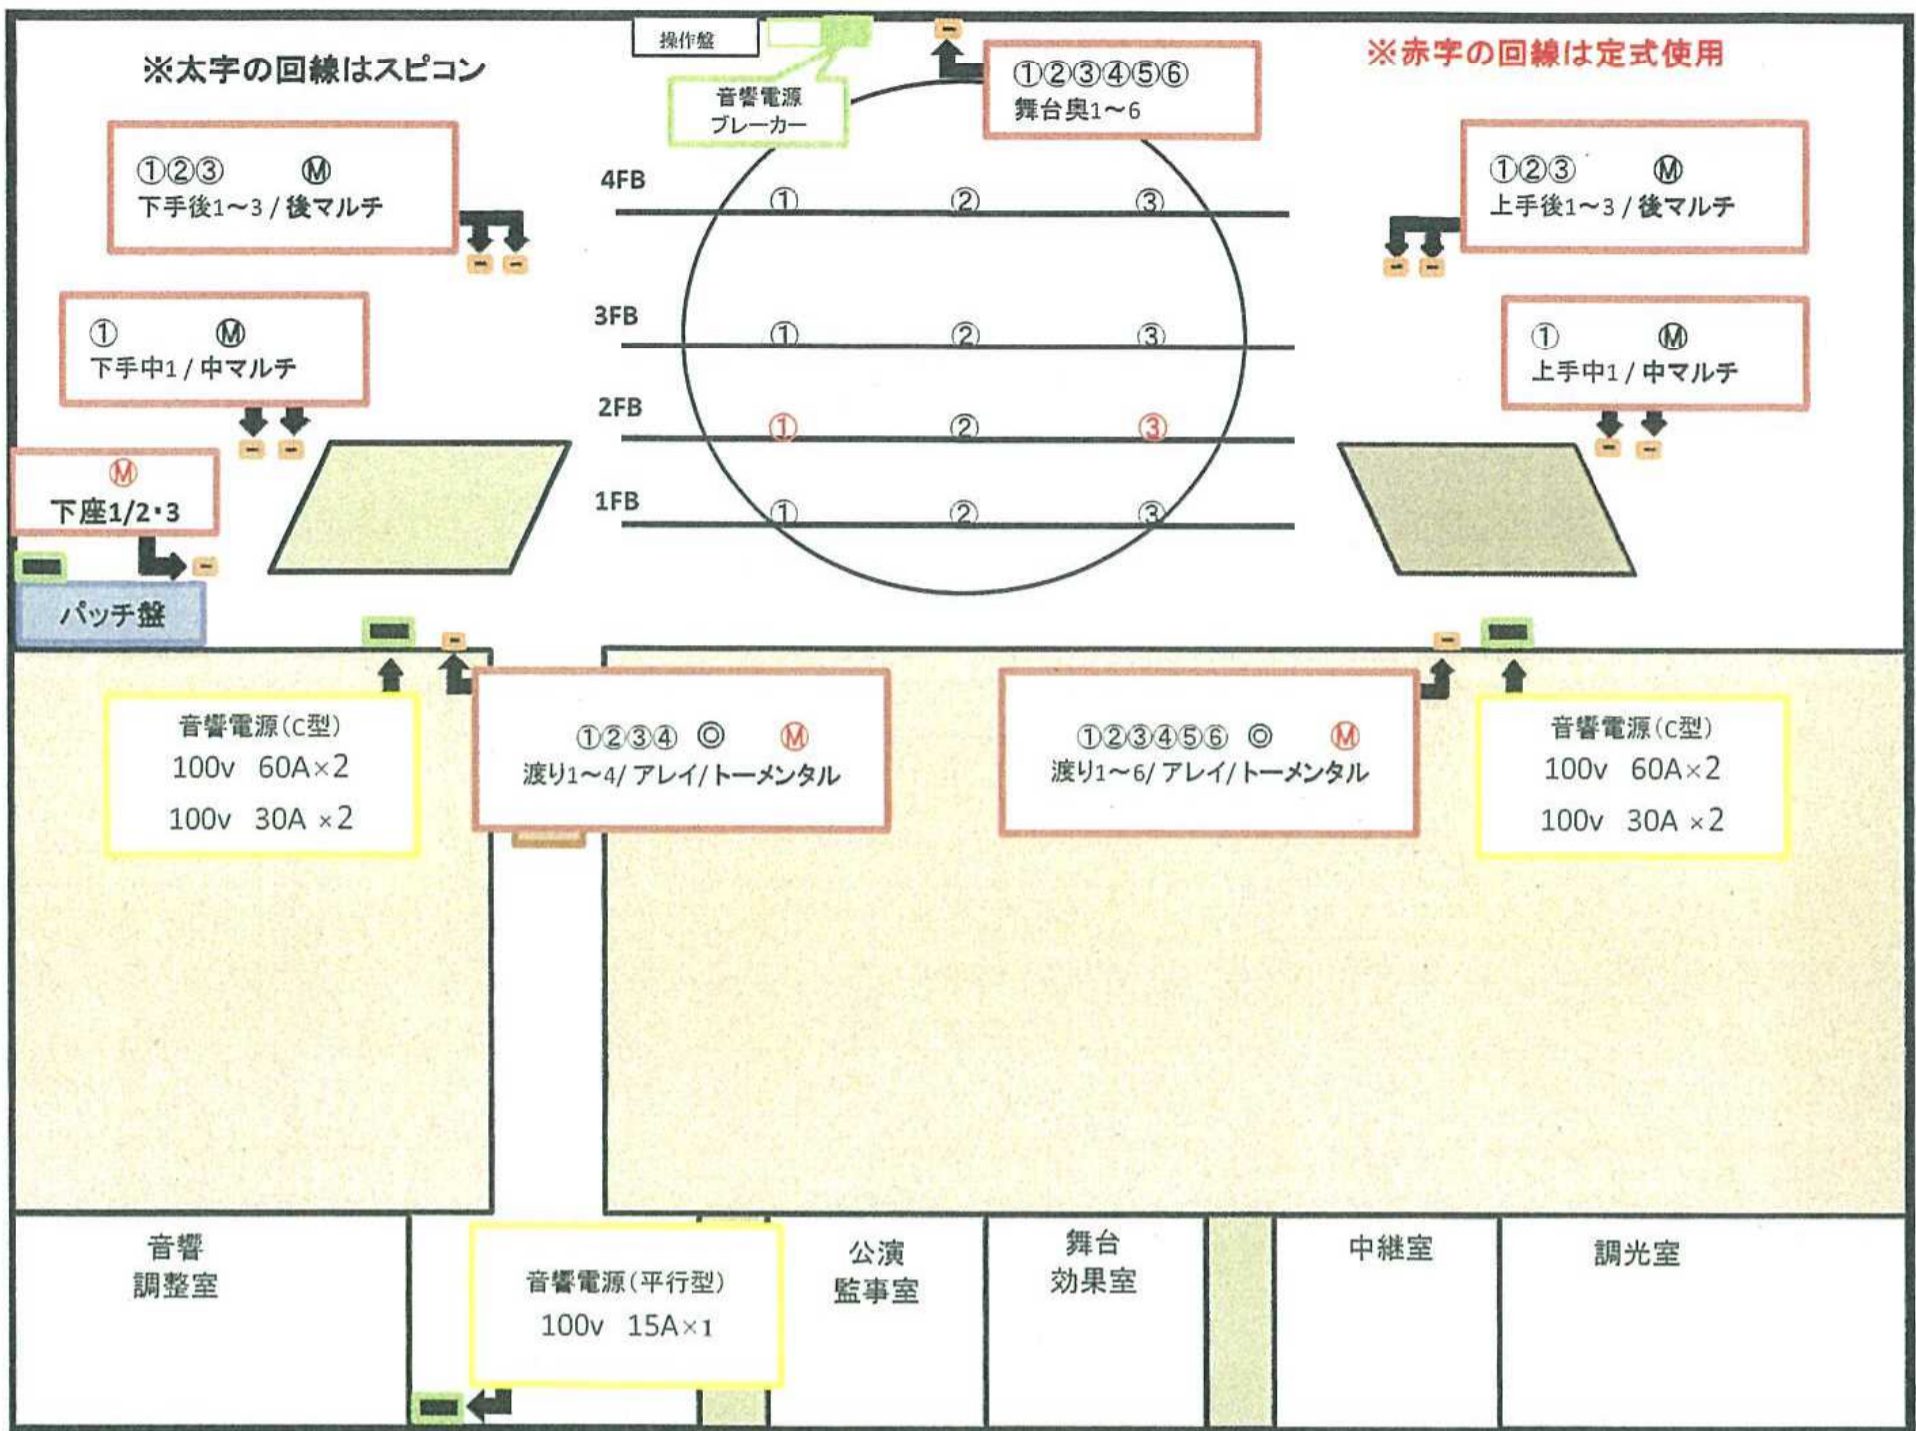 ※太字の回線はスピコン
操作盤
音響電源
ブレーカー
①②③④⑤⑥
舞台奥1～6
※赤字の回線は定式使用
①②③ Ⓜ
下手後1～3 / 後マルチ
4FB
① ② ③
①②③ Ⓜ
上手後1～3 / 後マルチ
① Ⓜ
下手中1 / 中マルチ
3FB
① ② ③
① Ⓜ
上手中1 / 中マルチ
2FB
① ② ③
Ⓜ
下座1/2・3
1FB
① ② ③
パッチ盤
音響電源(C型)
100v 60A×2
100v 30A ×2
①②③④ ◎ Ⓜ
渡り1～4/ アレイ/トーメンタル
①②③④⑤⑥ ◎ Ⓜ
渡り1～6/ アレイ/トーメンタル
音響電源(C型)
100v 60A×2
100v 30A ×2
音響
調整室
音響電源(平行型)
100v 15A×1
公演
監事室
舞台
効果室
中継室
調光室